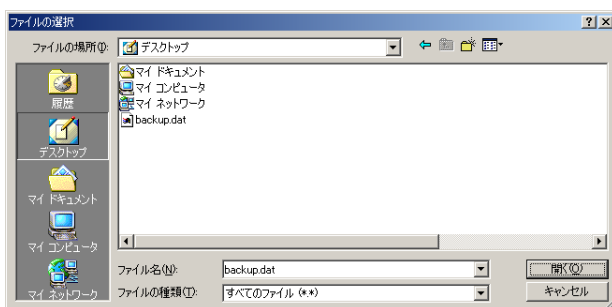 ファイルの選択
ファイルの場所(I):
デスクトップ
履歴
デスクトップ
マイ ドキュメント
マイ コンピュータ
マイ ネットワーク
マイ ドキュメント
マイ コンピュータ
マイ ネットワーク
backup.dat
ファイル名(N):
backup.dat
開く(O)
ファイルの種類(T):
すべてのファイル (*.*)
キャンセル